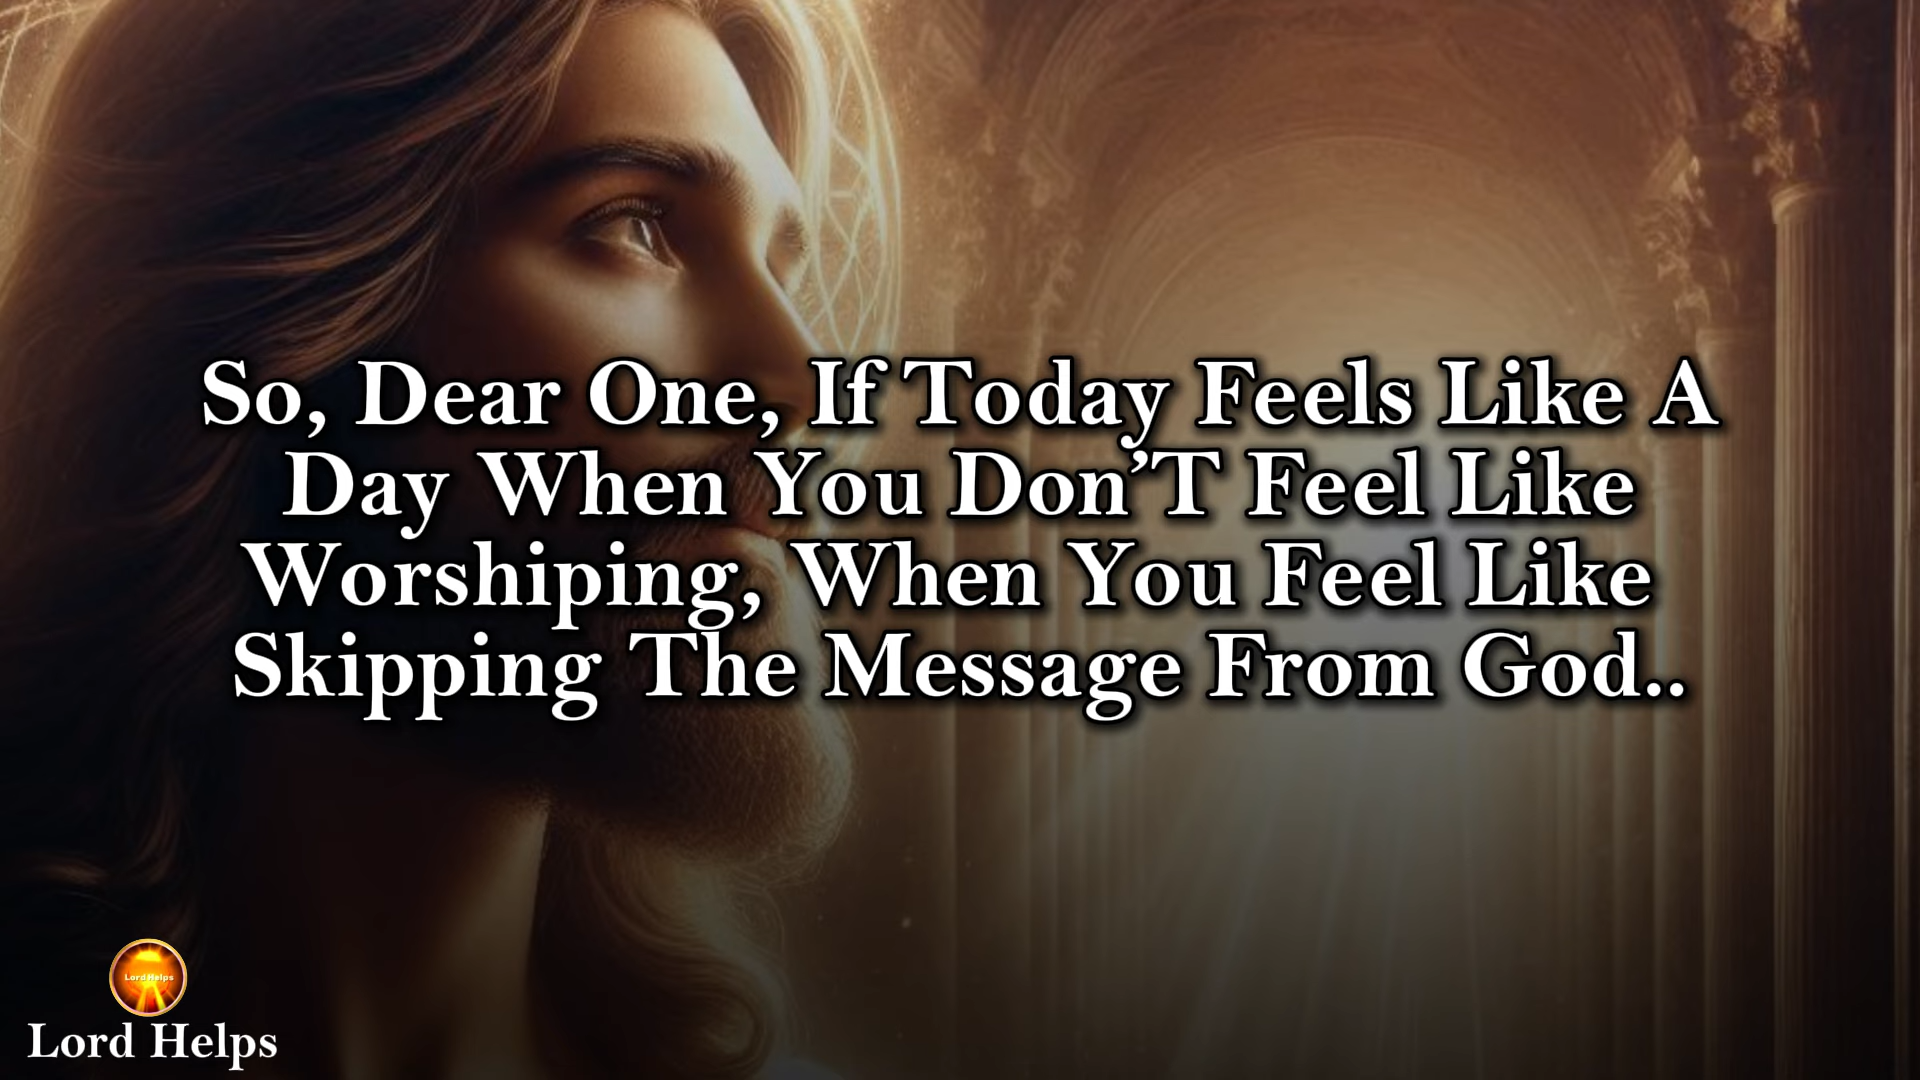 So, Dear One, If Today Feels Like A
Day When You Don’T Feel Like
Worshiping, When You Feel Like
Skipping The Message From God..
Lord Helps
Lord Helps